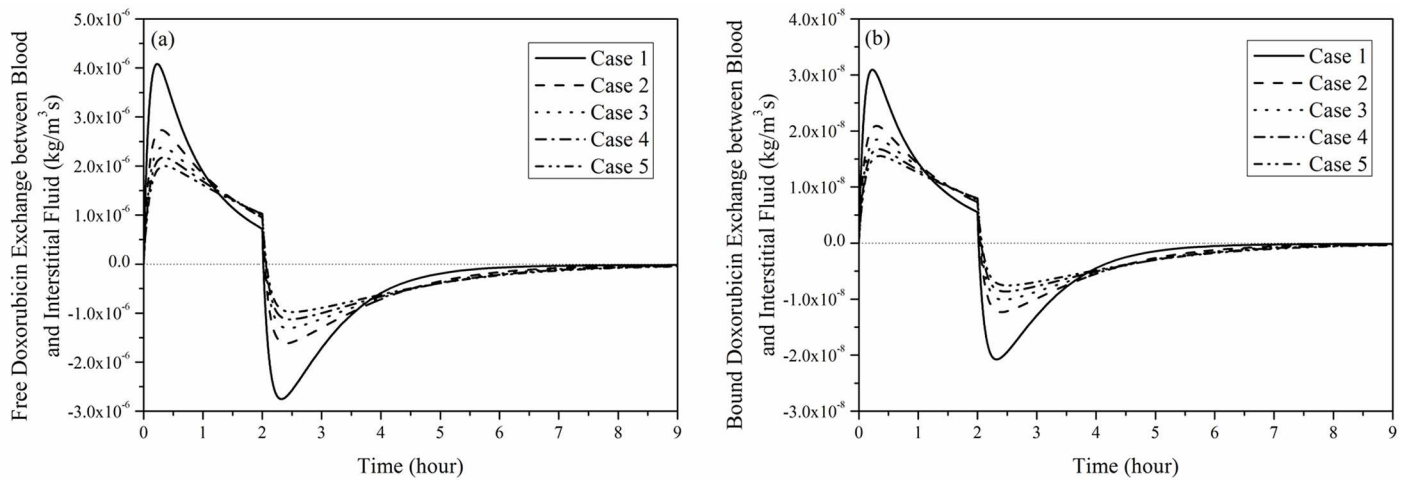 Free Doxorubicin Exchange between Blood
and Interstitial Fluid (kg/m³s)
(a)
5.0x10⁻⁶
4.0x10⁻⁶
3.0x10⁻⁶
2.0x10⁻⁶
1.0x10⁻⁶
0.0
-1.0x10⁻⁶
-2.0x10⁻⁶
-3.0x10⁻⁶
Case 1
Case 2
Case 3
Case 4
Case 5
0 1 2 3 4 5 6 7 8 9
Time (hour)
Bound Doxorubicin Exchange between Blood
and Interstitial Fluid (kg/m³s)
(b)
4.0x10⁻⁸
3.0x10⁻⁸
2.0x10⁻⁸
1.0x10⁻⁸
0.0
-1.0x10⁻⁸
-2.0x10⁻⁸
-3.0x10⁻⁸
Case 1
Case 2
Case 3
Case 4
Case 5
0 1 2 3 4 5 6 7 8 9
Time (hour)